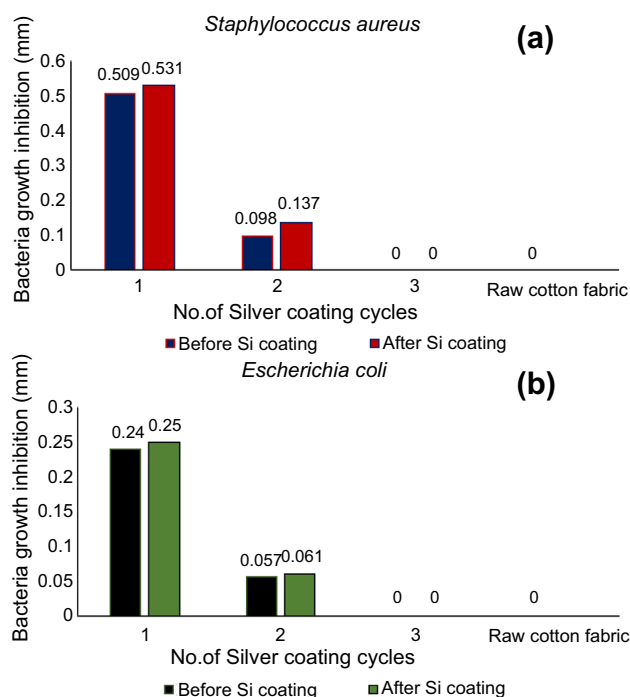 Staphylococcus aureus
(a)
Bacteria growth inhibition (mm)
0.6
0.5
0.4
0.3
0.2
0.1
0
0.509 0.531
0.098 0.137
0 0
0
1 2 3 Raw cotton fabric
No.of Silver coating cycles
Before Si coating After Si coating
Escherichia coli
(b)
Bacteria growth inhibition (mm)
0.3
0.25
0.2
0.15
0.1
0.05
0
0.24 0.25
0.057 0.061
0 0
0
1 2 3 Raw cotton fabric
No.of Silver coating cycles
Before Si coating After Si coating